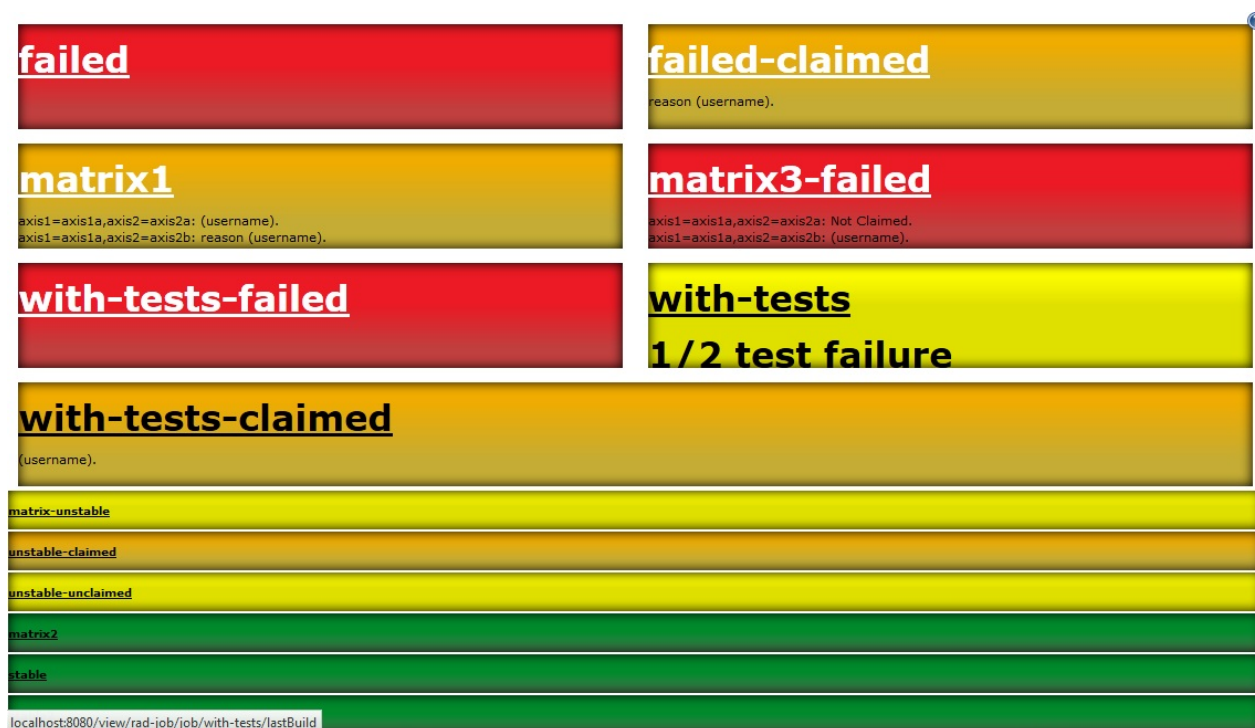 failed
failed-claimed
reason (username).
matrix1
axis1=axis1a,axis2=axis2a: (username).
axis1=axis1a,axis2=axis2b: reason (username).
matrix3-failed
axis1=axis1a,axis2=axis2a: Not Claimed.
axis1=axis1a,axis2=axis2b: (username).
with-tests-failed
with-tests
1/2 test failure
with-tests-claimed
(username).
matrix-unstable
unstable-claimed
unstable-unclaimed
matrix2
stable
localhost:8080/view/rad-job/job/with-tests/lastBuild